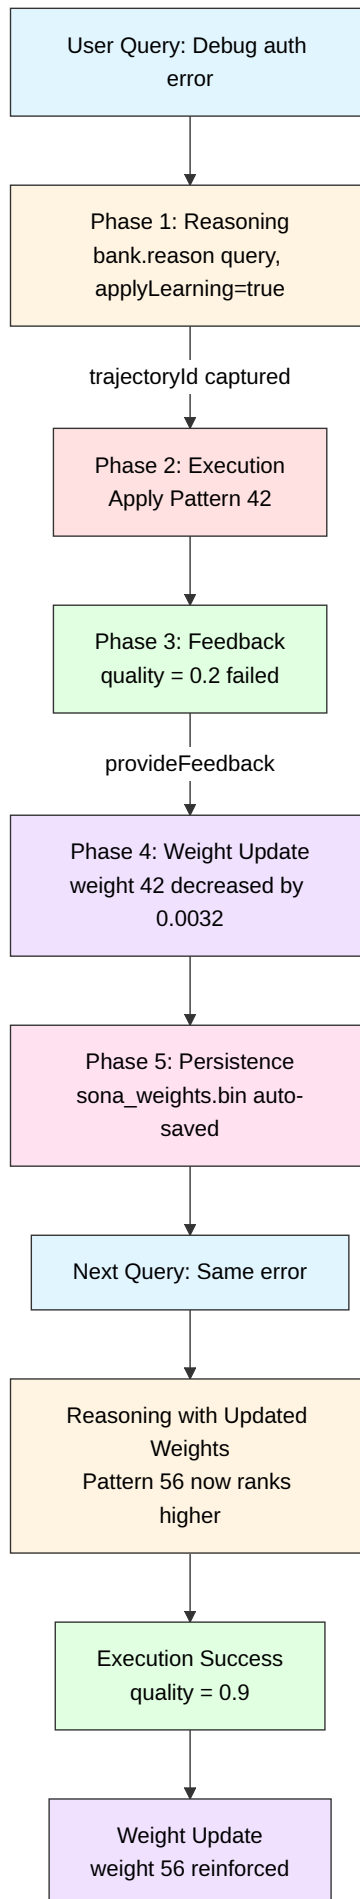 User Query: Debug auth
error
Phase 1: Reasoning
bank.reason query,
applyLearning=true
trajectoryId captured
Phase 2: Execution
Apply Pattern 42
Phase 3: Feedback
quality = 0.2 failed
provideFeedback
Phase 4: Weight Update
weight 42 decreased by
0.0032
Phase 5: Persistence
sona_weights.bin auto-
saved
Next Query: Same error
Reasoning with Updated
Weights
Pattern 56 now ranks
higher
Execution Success
quality = 0.9
Weight Update
weight 56 reinforced